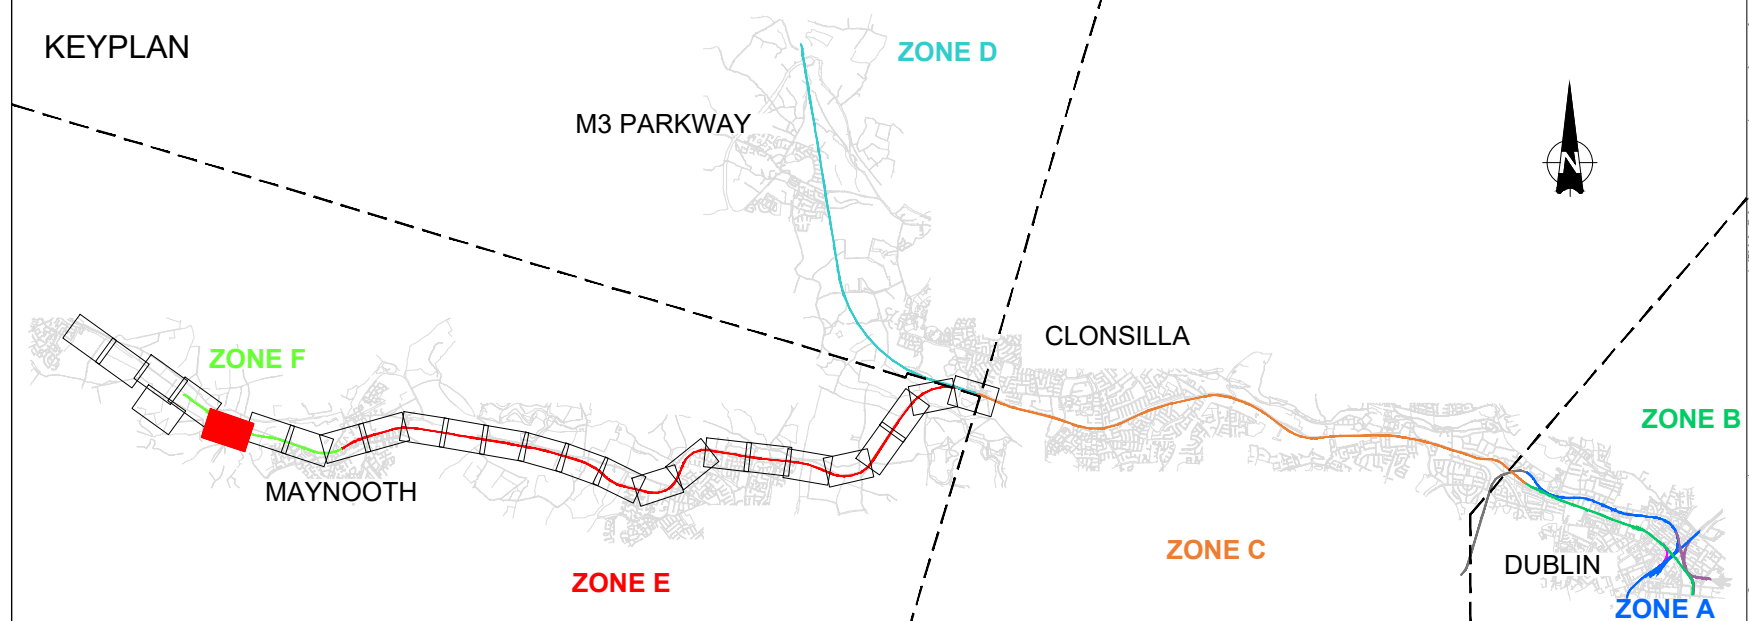 KEYPLAN
ZONE D
M3 PARKWAY
N
CLONSILLA
ZONE F
ZONE B
MAYNOOTH
ZONE C
DUBLIN
ZONE E
ZONE A